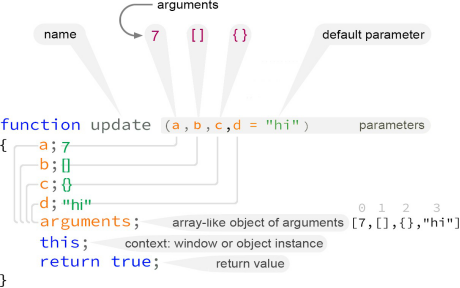 arguments
name 7 [] {} default parameter
function update (a,b,c,d = "hi") parameters
{ a; 7
b; []
c; {}
d; "hi"
0 1 2 3
arguments; array-like object of arguments [7,[],{},"hi"]
this; context: window or object instance
return true; return value
}